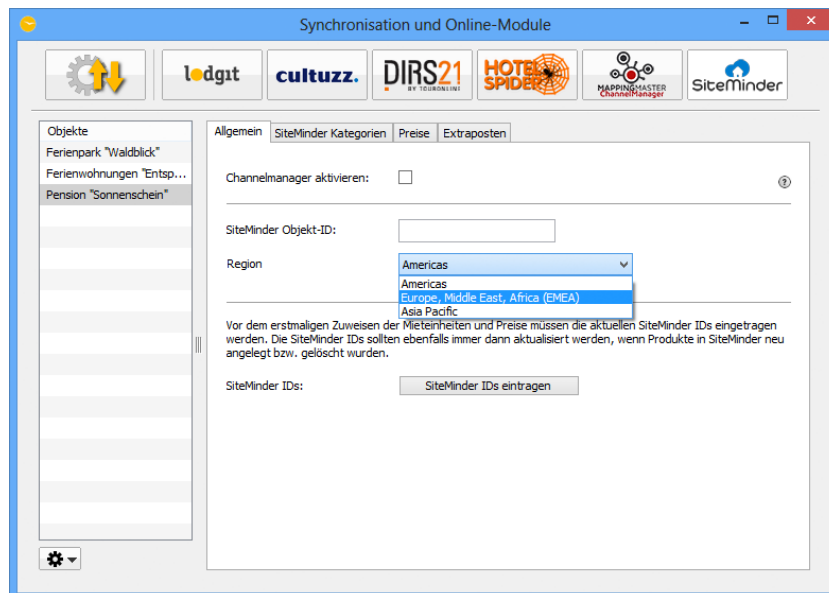 Synchronisation und Online-Module
lodgit
cultuzz.
DIRS21
BY TOURONLINE
HOTEL
SPIDER
MAPPINGMASTER
ChannelManager
SiteMinder
Objekte
Ferienpark "Waldblick"
Ferienwohnungen "Entsp...
Pension "Sonnenschein"
Allgemein
SiteMinder Kategorien
Preise
Extraposten
Channelmanager aktivieren:
?
SiteMinder Objekt-ID:
Region
Americas
Americas
Europe, Middle East, Africa (EMEA)
Asia Pacific
Vor dem erstmaligen Zuweisen der Mieteinheiten und Preise müssen die aktuellen SiteMinder IDs eingetragen
werden. Die SiteMinder IDs sollten ebenfalls immer dann aktualisiert werden, wenn Produkte in SiteMinder neu
angelegt bzw. gelöscht wurden.
SiteMinder IDs:
SiteMinder IDs eintragen